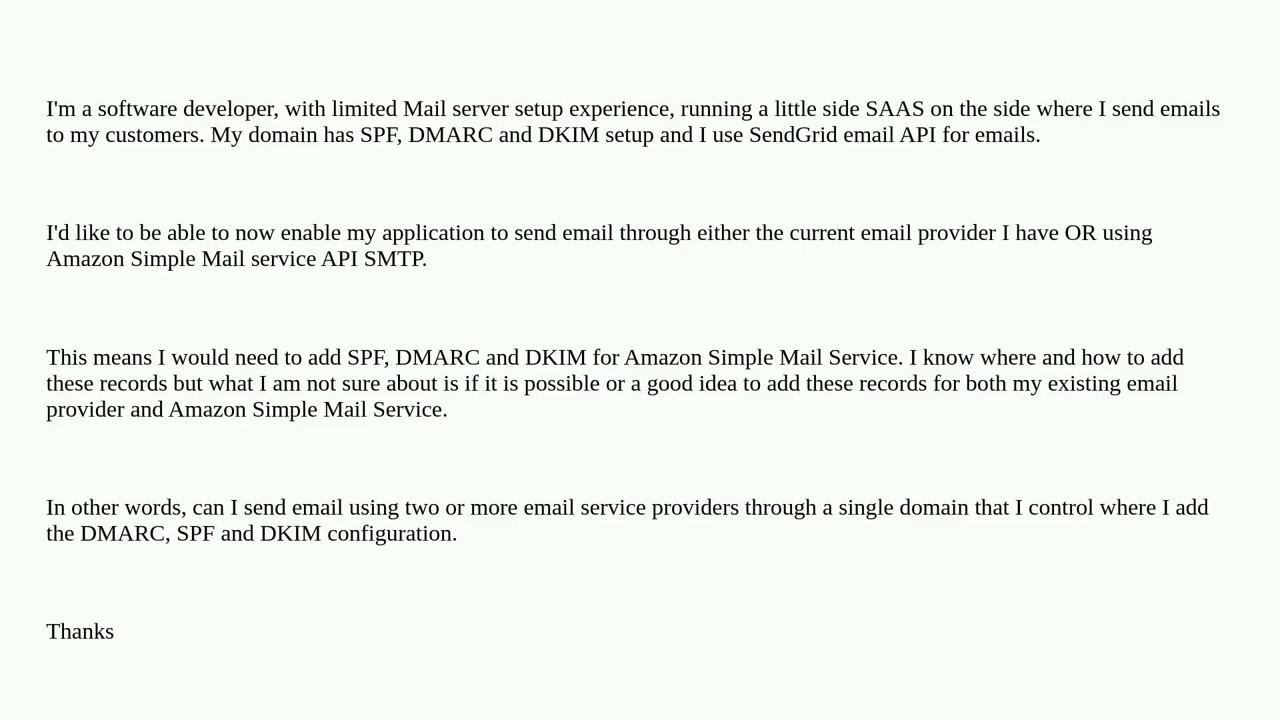 I'm a software developer, with limited Mail server setup experience, running a little side SAAS on the side where I send emails
to my customers. My domain has SPF, DMARC and DKIM setup and I use SendGrid email API for emails.
I'd like to be able to now enable my application to send email through either the current email provider I have OR using
Amazon Simple Mail service API SMTP.
This means I would need to add SPF, DMARC and DKIM for Amazon Simple Mail Service. I know where and how to add
these records but what I am not sure about is if it is possible or a good idea to add these records for both my existing email
provider and Amazon Simple Mail Service.
In other words, can I send email using two or more email service providers through a single domain that I control where I add
the DMARC, SPF and DKIM configuration.
Thanks